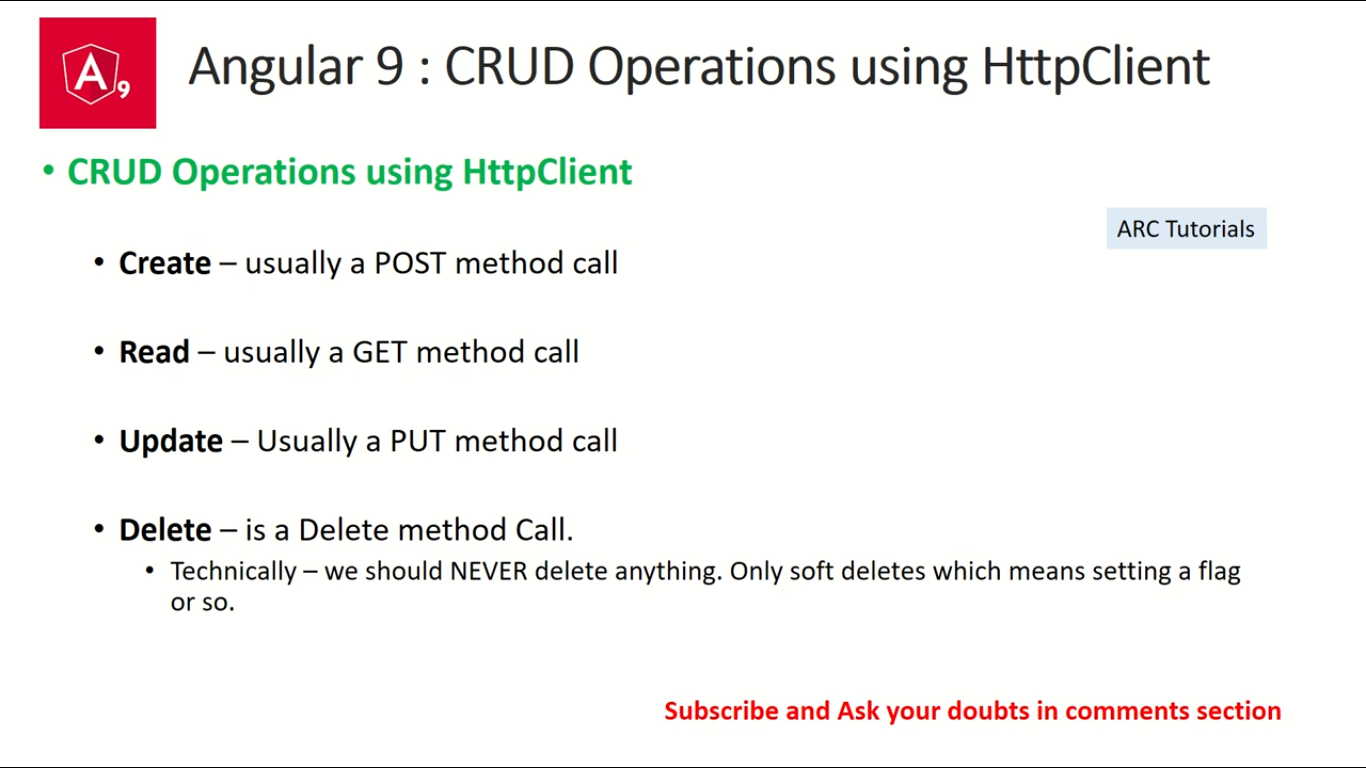 A9
Angular 9 : CRUD Operations using HttpClient
• CRUD Operations using HttpClient
ARC Tutorials
• Create – usually a POST method call
• Read – usually a GET method call
• Update – Usually a PUT method call
• Delete – is a Delete method Call.
• Technically – we should NEVER delete anything. Only soft deletes which means setting a flag
or so.
Subscribe and Ask your doubts in comments section